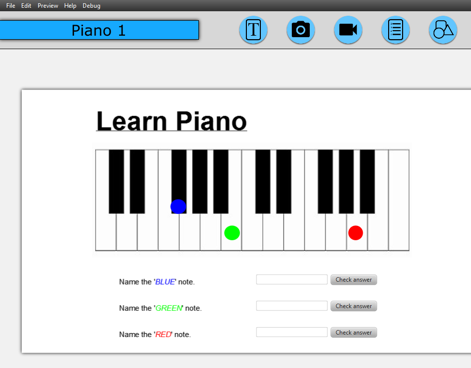 File Edit Preview Help Debug
Piano 1
T
Learn Piano
Name the 'BLUE' note. Check answer
Name the 'GREEN' note. Check answer
Name the 'RED' note. Check answer